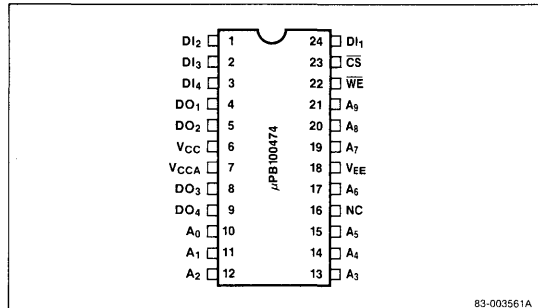 DI₂ 1 24 DI₁
DI₃ 2 23 C̅S̅
DI₄ 3 22 W̅E̅
DO₁ 4 21 A₉
DO₂ 5 20 A₈
VCC 6 19 A₇
VCCA 7 18 VEE
DO₃ 8 17 A₆
DO₄ 9 16 NC
A₀ 10 15 A₅
A₁ 11 14 A₄
A₂ 12 13 A₃
μPB100474
83-003561A